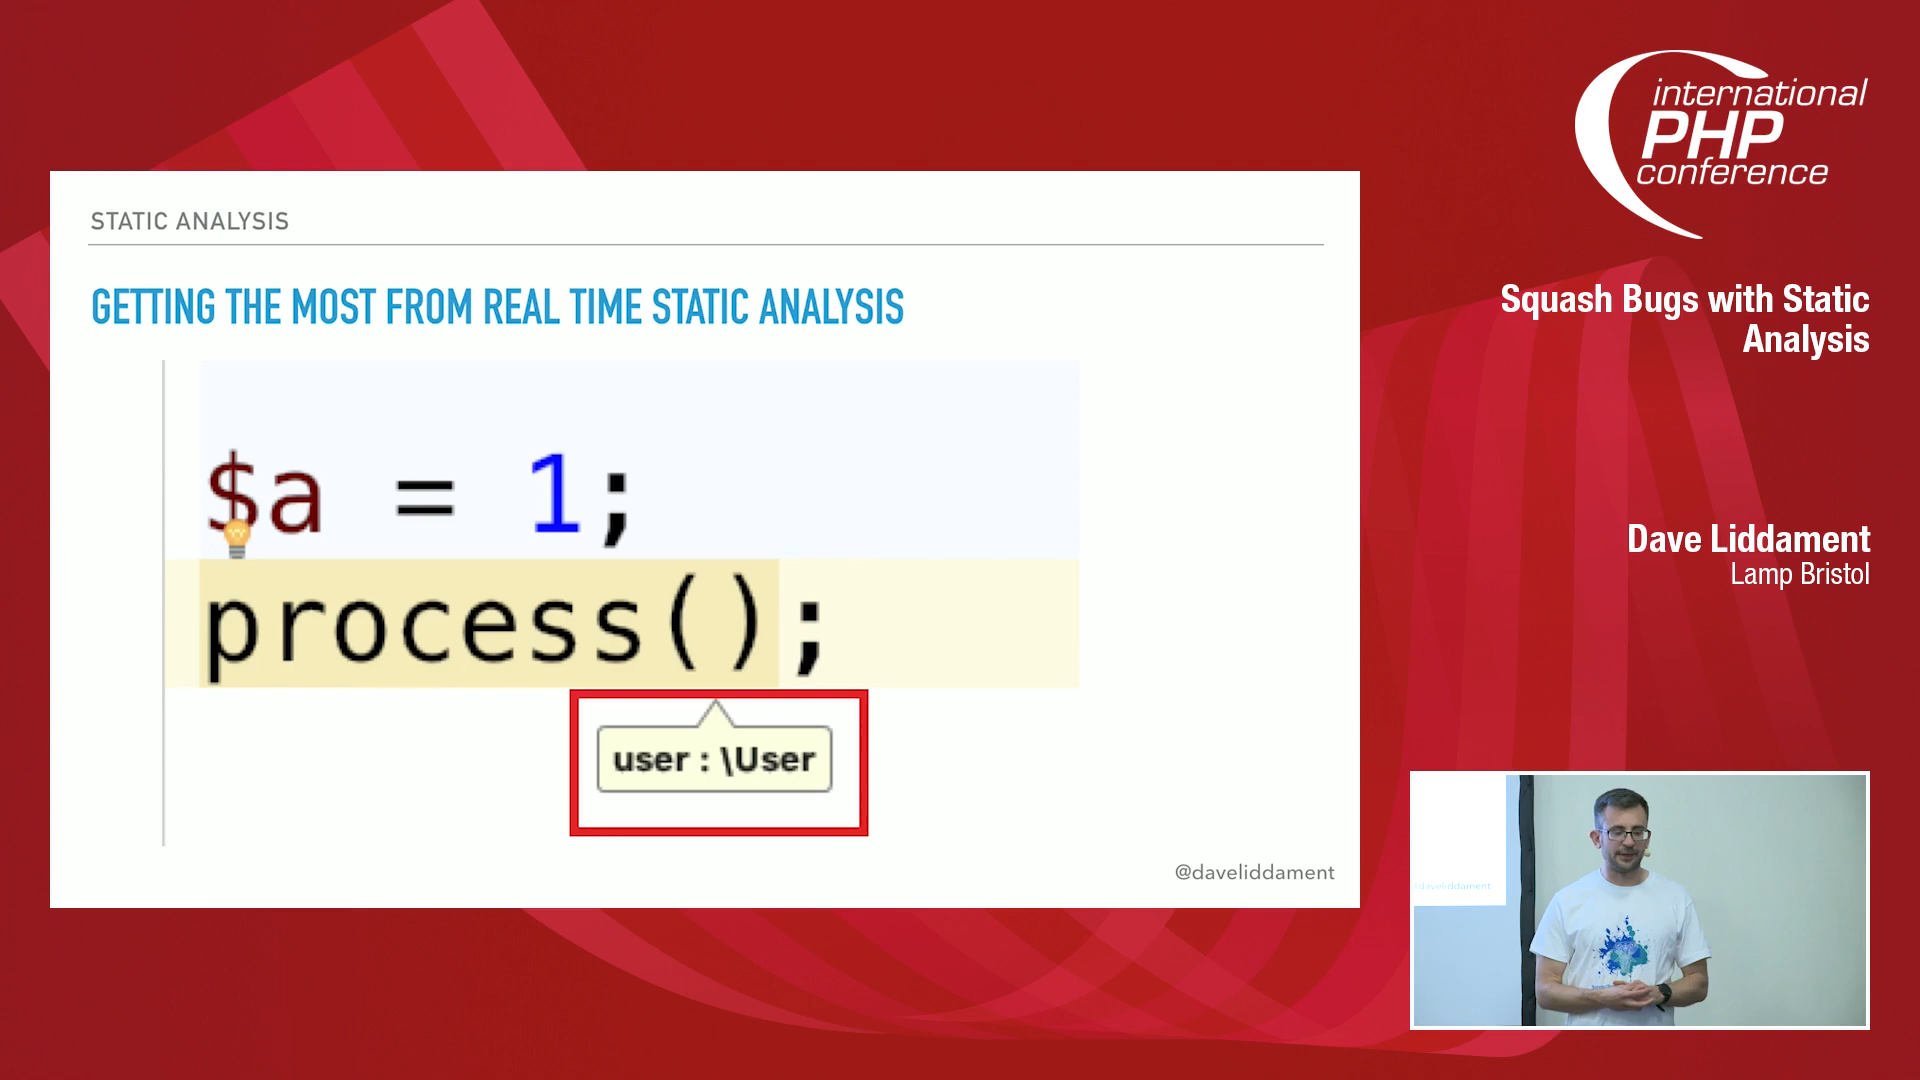 STATIC ANALYSIS
GETTING THE MOST FROM REAL TIME STATIC ANALYSIS
$a = 1;
process();
user : \User
@daveliddament
international
PHP
conference
Squash Bugs with Static
Analysis
Dave Liddament
Lamp Bristol
daveliddament